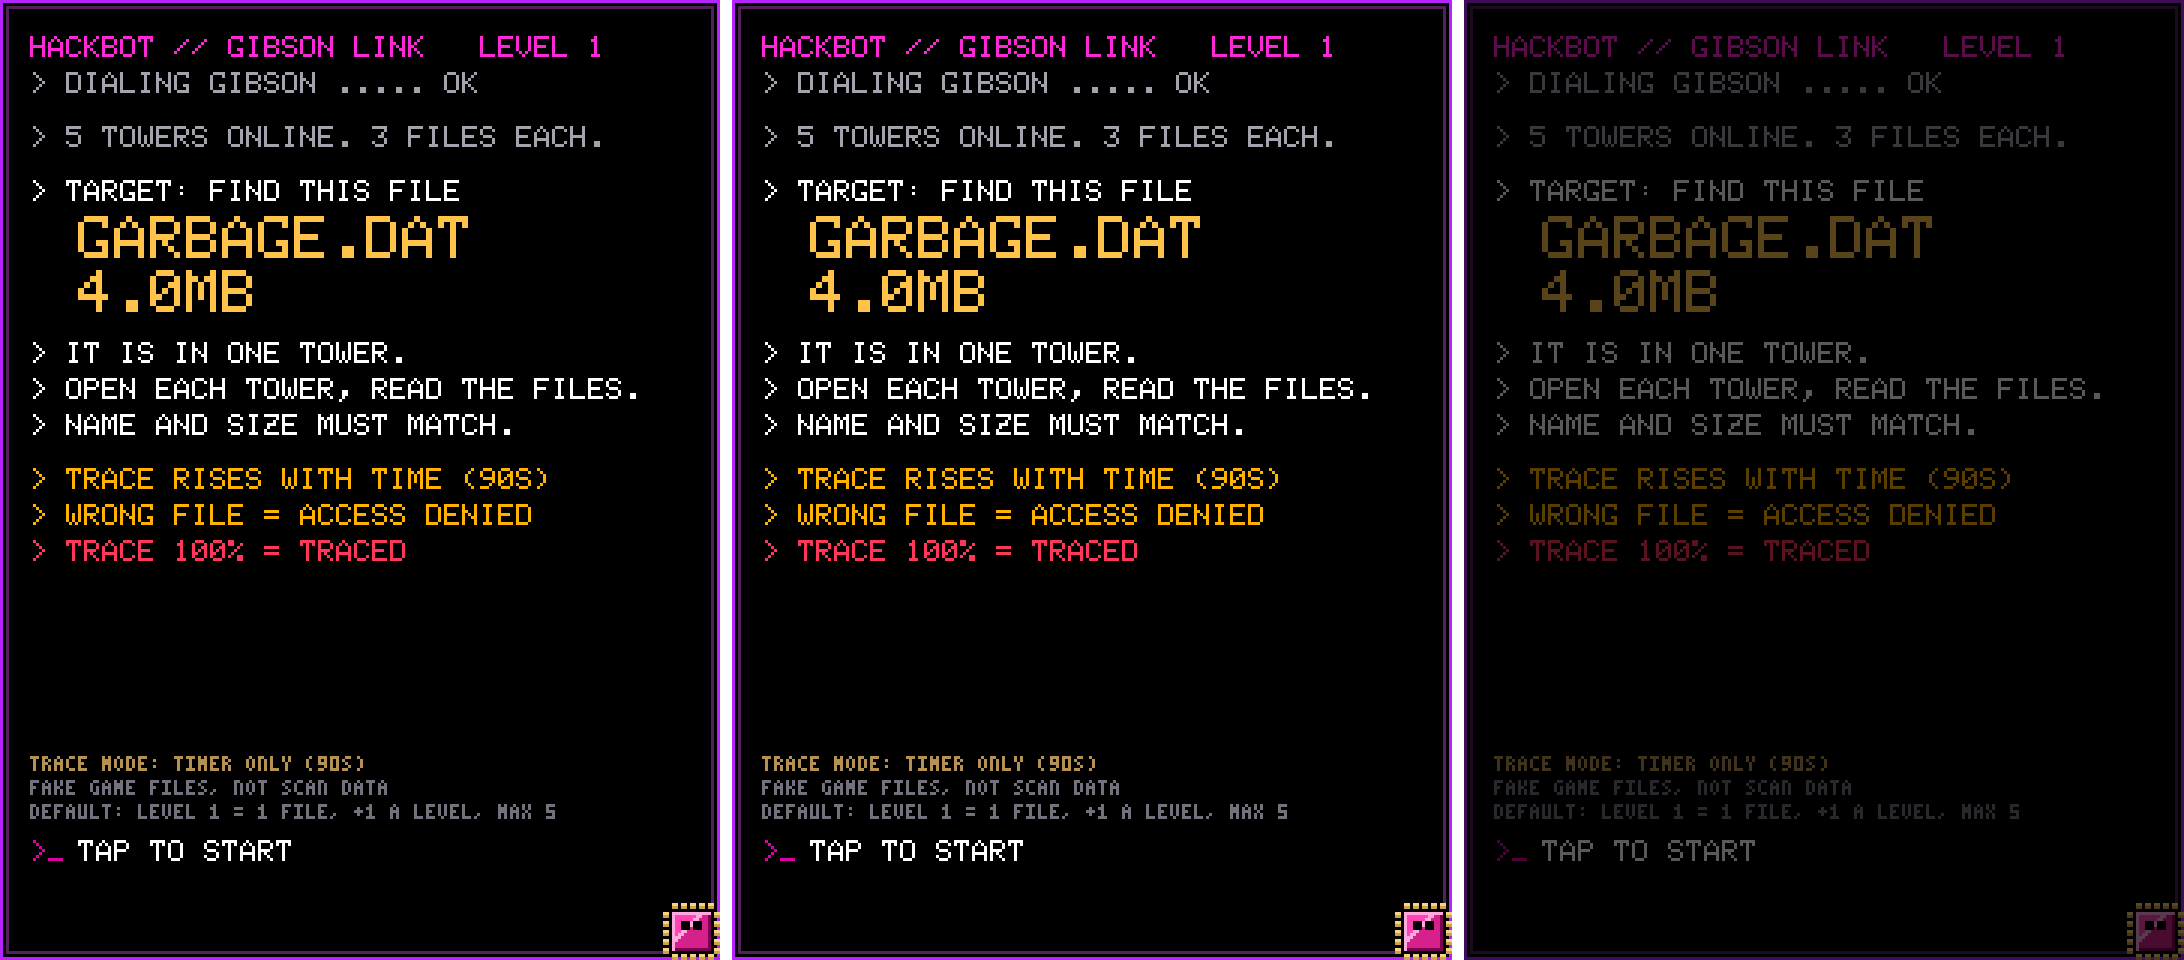 HACKBOT // GIBSON LINK LEVEL 1
> DIALING GIBSON ..... OK
> 5 TOWERS ONLINE. 3 FILES EACH.
> TARGET: FIND THIS FILE
GARBAGE.DAT
4.0MB
> IT IS IN ONE TOWER.
> OPEN EACH TOWER, READ THE FILES.
> NAME AND SIZE MUST MATCH.
> TRACE RISES WITH TIME (90S)
> WRONG FILE = ACCESS DENIED
> TRACE 100% = TRACED
TRACE MODE: TIMER ONLY (90S)
FAKE GAME FILES, NOT SCAN DATA
DEFAULT: LEVEL 1 = 1 FILE, +1 A LEVEL, MAX 5
>_ TAP TO START
HACKBOT // GIBSON LINK LEVEL 1
> DIALING GIBSON ..... OK
> 5 TOWERS ONLINE. 3 FILES EACH.
> TARGET: FIND THIS FILE
GARBAGE.DAT
4.0MB
> IT IS IN ONE TOWER.
> OPEN EACH TOWER, READ THE FILES.
> NAME AND SIZE MUST MATCH.
> TRACE RISES WITH TIME (90S)
> WRONG FILE = ACCESS DENIED
> TRACE 100% = TRACED
TRACE MODE: TIMER ONLY (90S)
FAKE GAME FILES, NOT SCAN DATA
DEFAULT: LEVEL 1 = 1 FILE, +1 A LEVEL, MAX 5
>_ TAP TO START
HACKBOT // GIBSON LINK LEVEL 1
> DIALING GIBSON ..... OK
> 5 TOWERS ONLINE. 3 FILES EACH.
> TARGET: FIND THIS FILE
GARBAGE.DAT
4.0MB
> IT IS IN ONE TOWER.
> OPEN EACH TOWER, READ THE FILES.
> NAME AND SIZE MUST MATCH.
> TRACE RISES WITH TIME (90S)
> WRONG FILE = ACCESS DENIED
> TRACE 100% = TRACED
TRACE MODE: TIMER ONLY (90S)
FAKE GAME FILES, NOT SCAN DATA
DEFAULT: LEVEL 1 = 1 FILE, +1 A LEVEL, MAX 5
>_ TAP TO START